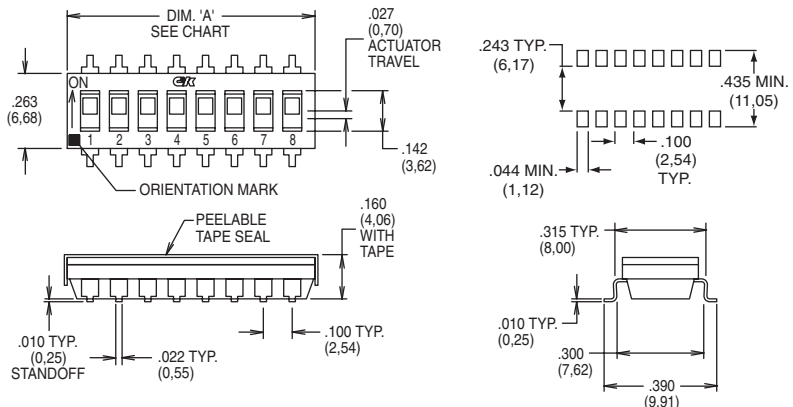 DIM. 'A'
SEE CHART
.027
(0,70)
ACTUATOR
TRAVEL
ON
C&K
.263
(6,68)
1 2 3 4 5 6 7 8
.142
(3,62)
ORIENTATION MARK
.243 TYP.
(6,17)
.435 MIN.
(11,05)
.100
(2,54)
TYP.
.044 MIN.
(1,12)
PEELABLE
TAPE SEAL
.160
(4,06)
WITH
TAPE
.010 TYP.
(0,25)
STANDOFF
.022 TYP.
(0,55)
.100 TYP.
(2,54)
.315 TYP.
(8,00)
.010 TYP.
(0,25)
.300
(7,62)
.390
(9,91)